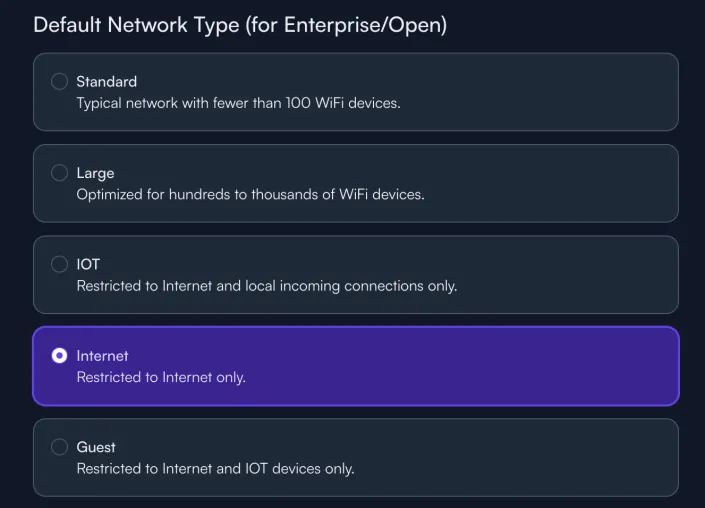 Default Network Type (for Enterprise/Open)
Standard
Typical network with fewer than 100 WiFi devices.
Large
Optimized for hundreds to thousands of WiFi devices.
IOT
Restricted to Internet and local incoming connections only.
Internet
Restricted to Internet only.
Guest
Restricted to Internet and IOT devices only.